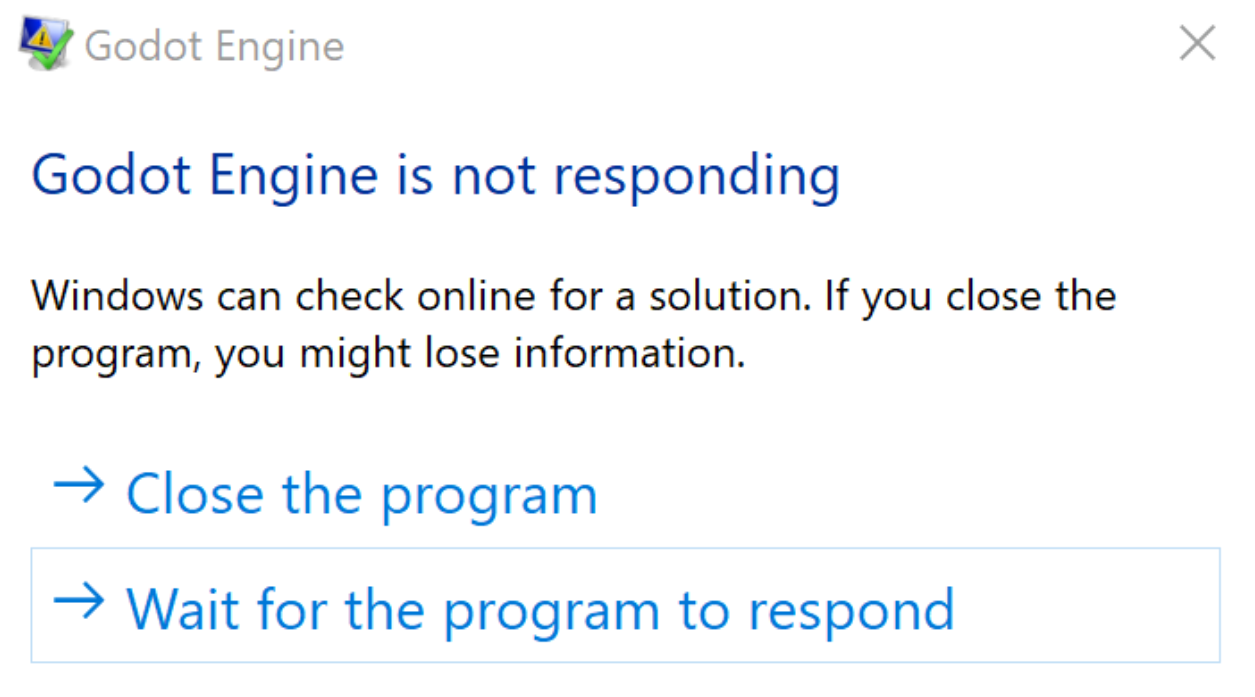 Godot Engine
Godot Engine is not responding
Windows can check online for a solution. If you close the
program, you might lose information.
→ Close the program
→ Wait for the program to respond